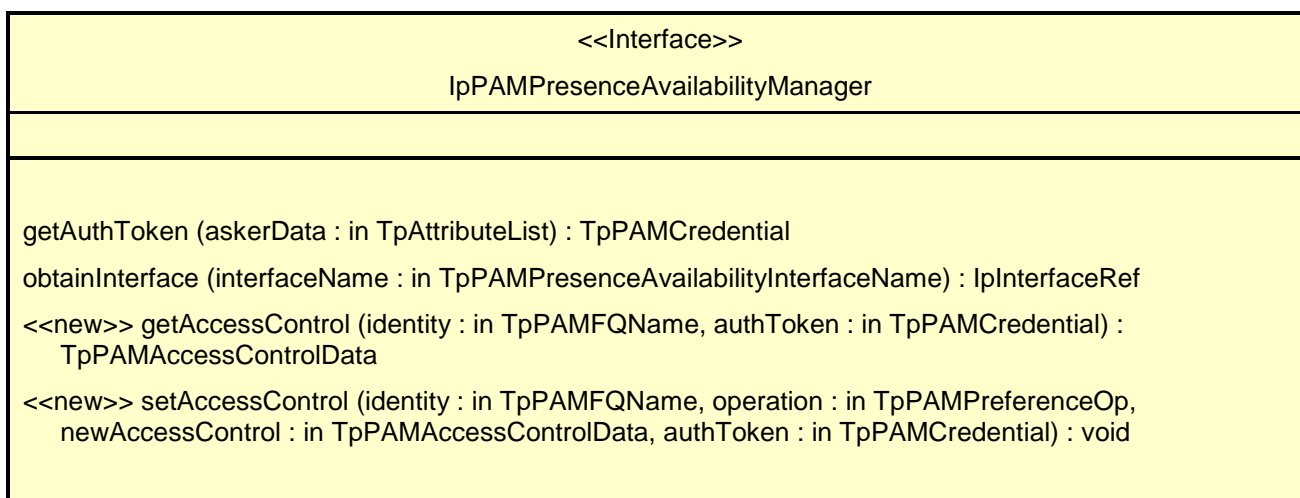 <<Interface>>
IpPAMPresenceAvailabilityManager
getAuthToken (askerData : in TpAttributeList) : TpPAMCredential
obtainInterface (interfaceName : in TpPAMPresenceAvailabilityInterfaceName) : IpInterfaceRef
<<new>> getAccessControl (identity : in TpPAMFQName, authToken : in TpPAMCredential) :
TpPAMAccessControlData
<<new>> setAccessControl (identity : in TpPAMFQName, operation : in TpPAMPreferenceOp,
newAccessControl : in TpPAMAccessControlData, authToken : in TpPAMCredential) : void